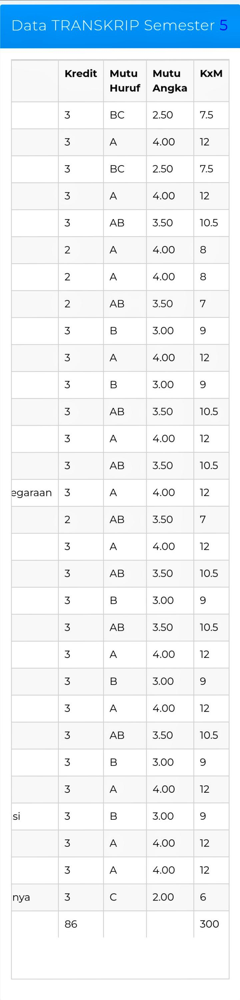 Data TRANSKRIP Semester 5
Kredit Mutu Huruf Mutu Angka KxM
3 BC 2.50 7.5
3 A 4.00 12
3 BC 2.50 7.5
3 A 4.00 12
3 AB 3.50 10.5
2 A 4.00 8
2 A 4.00 8
2 AB 3.50 7
3 B 3.00 9
3 A 4.00 12
3 B 3.00 9
3 AB 3.50 10.5
3 A 4.00 12
3 AB 3.50 10.5
egaraan 3 A 4.00 12
2 AB 3.50 7
3 A 4.00 12
3 AB 3.50 10.5
3 B 3.00 9
3 AB 3.50 10.5
3 A 4.00 12
3 B 3.00 9
3 A 4.00 12
3 AB 3.50 10.5
3 B 3.00 9
3 A 4.00 12
si 3 B 3.00 9
3 A 4.00 12
3 A 4.00 12
nya 3 C 2.00 6
86 300